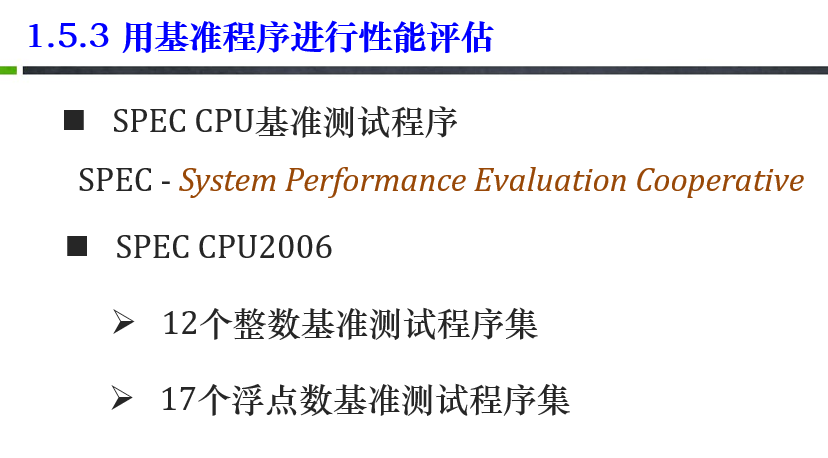 1.5.3 用基准程序进行性能评估
SPEC CPU基准测试程序
SPEC - System Performance Evaluation Cooperative
SPEC CPU2006
12个整数基准测试程序集
17个浮点数基准测试程序集